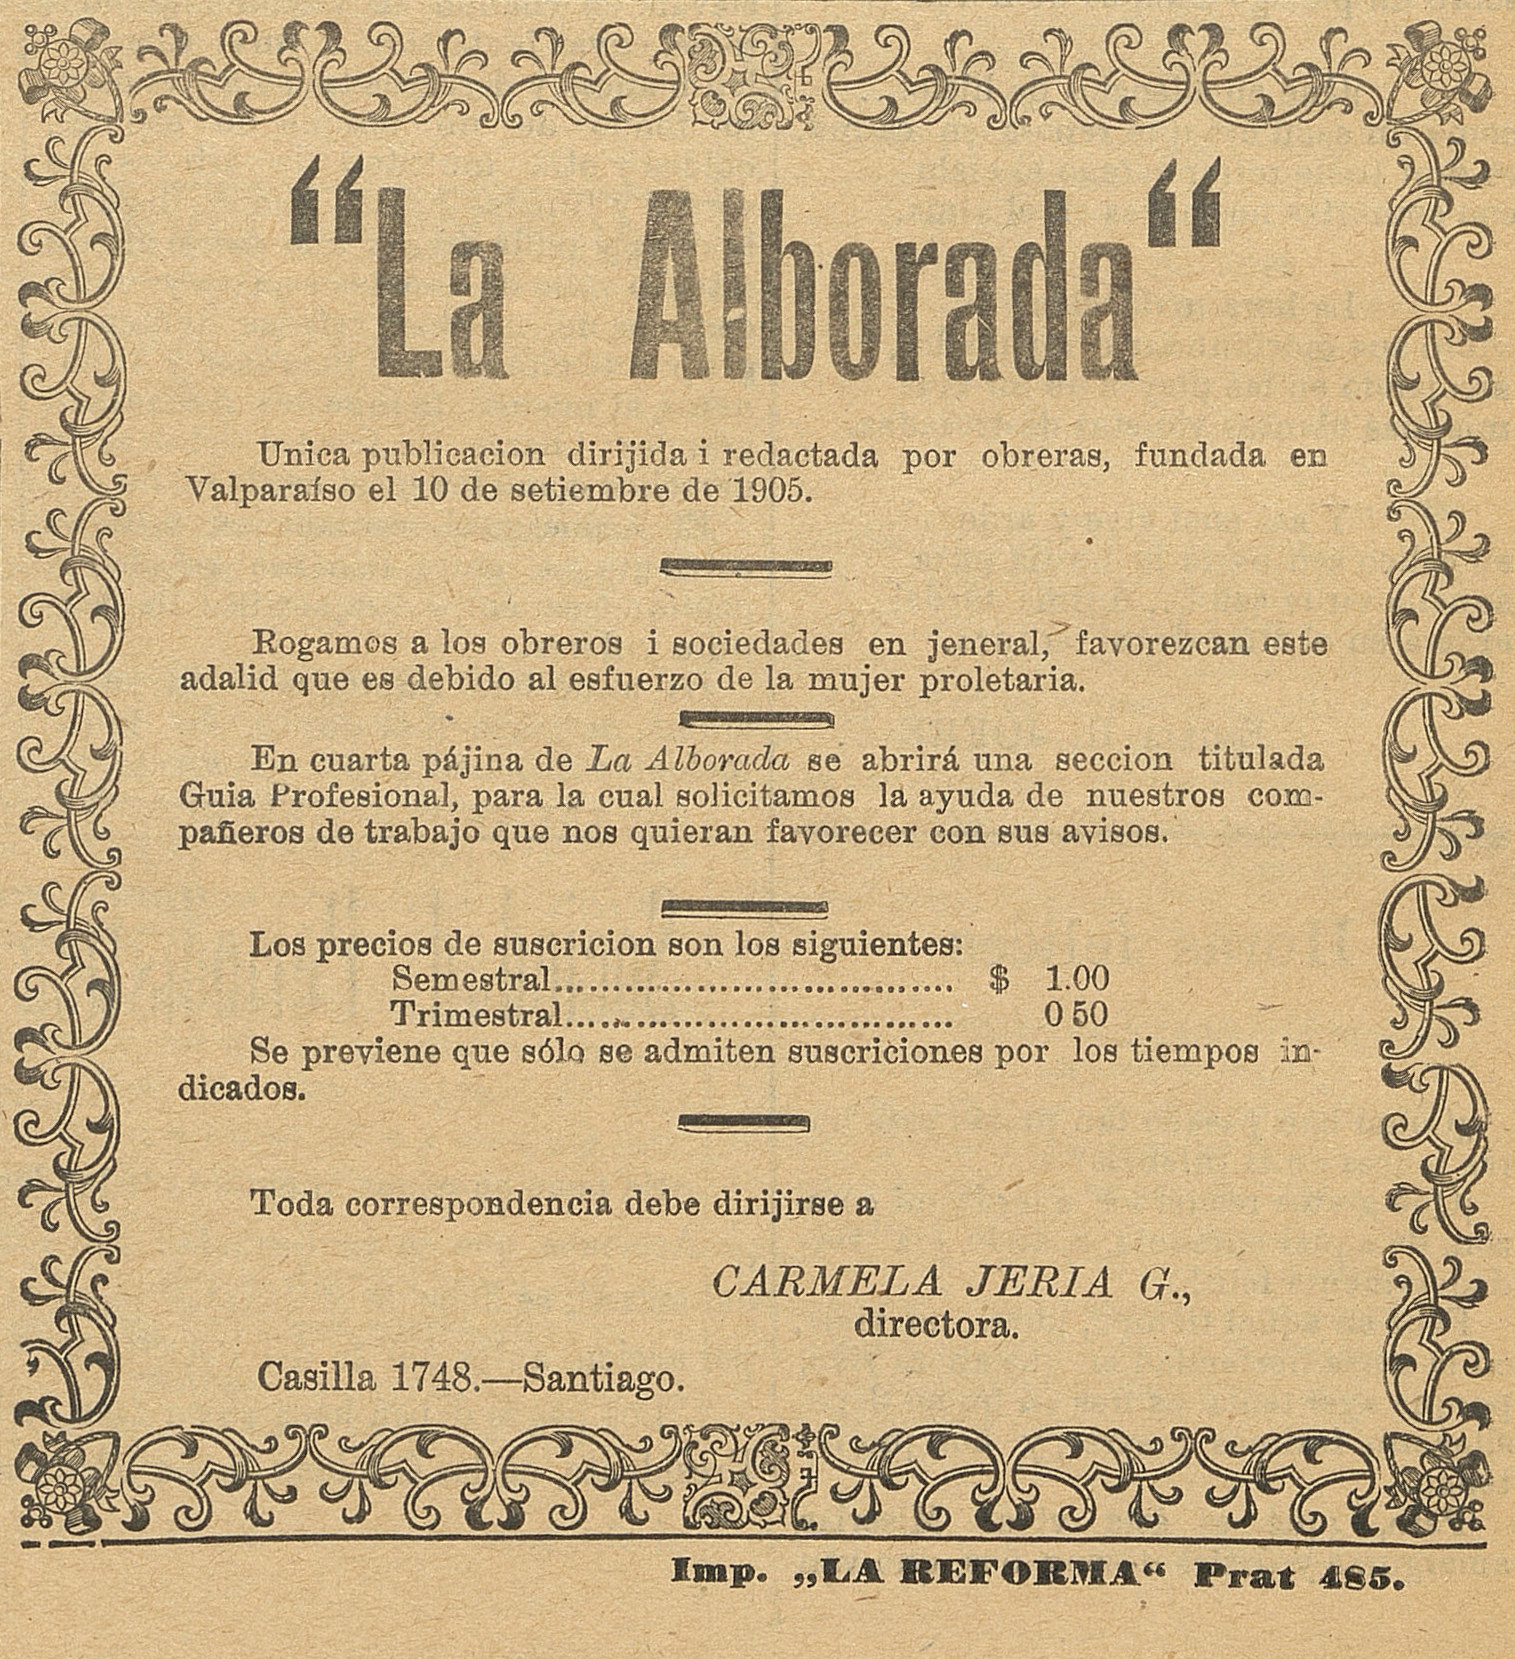 “La Alborada“
Unica publicacion dirijida i redactada por obreras, fundada en
Valparaíso el 10 de setiembre de 1905.
Rogamos a los obreros i sociedades en jeneral, favorezcan este
adalid que es debido al esfuerzo de la mujer proletaria.
En cuarta pájina de La Alborada se abrirá una seccion titulada
Guia Profesional, para la cual solicitamos la ayuda de nuestros com-
pañeros de trabajo que nos quieran favorecer con sus avisos.
Los precios de suscricion son los siguientes:
Semestral.................................. $ 1.00
Trimestral................................. 0 50
Se previene que sólo se admiten suscriciones por los tiempos in-
dicados.
Toda correspondencia debe dirijirse a
CARMELA JERIA G.,
directora.
Casilla 1748.—Santiago.
Imp. „LA REFORMA“ Prat 485.